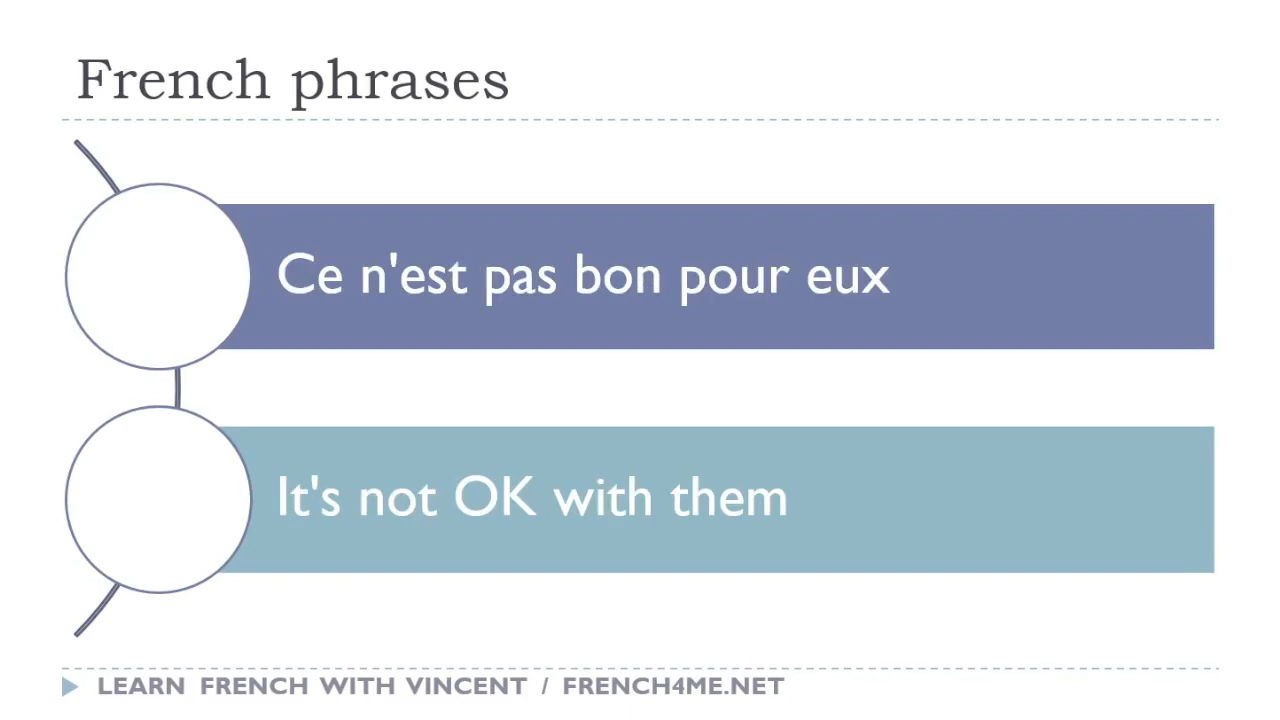 French phrases
Ce n'est pas bon pour eux
It's not OK with them
LEARN FRENCH WITH VINCENT / FRENCH4ME.NET